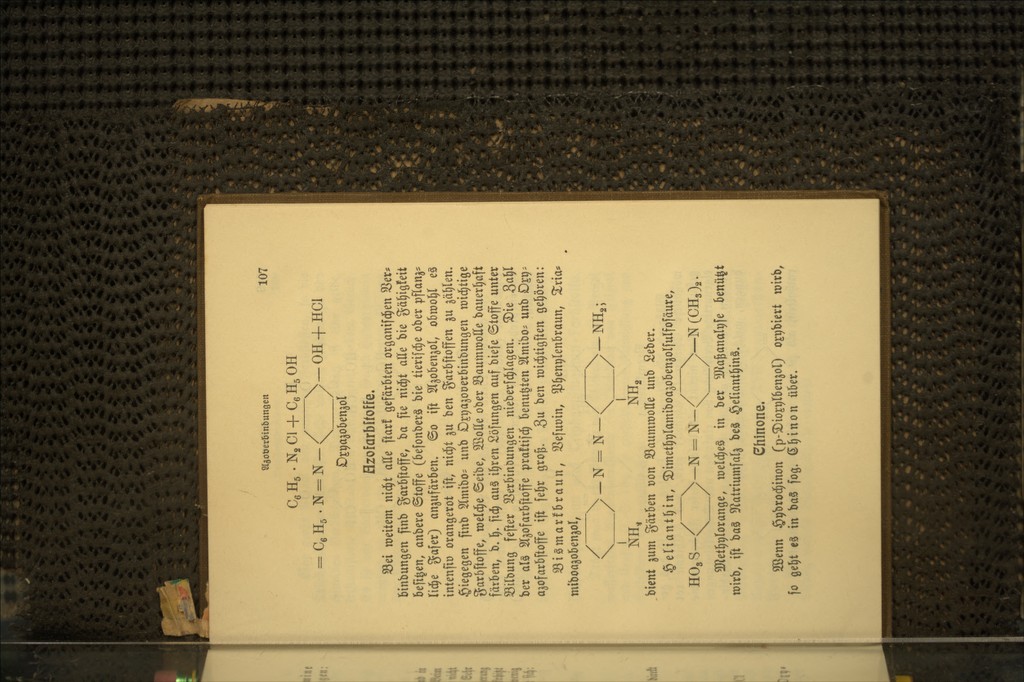 Azoverbindungen 107
C₆H₅ · N₂Cl + C₆H₅OH
= C₆H₅ · N = N — — OH + HCl
Oxyazobenzol
Azofarbstoffe.
Bei weitem nicht alle stark gefärbten organischen Ver-
bindungen sind Farbstoffe, da sie nicht alle die Fähigkeit
besitzen, andere Stoffe (besonders die tierische oder pflanz-
liche Faser) anzufärben. So ist Azobenzol, obwohl es
intensiv orangerot ist, nicht zu den Farbstoffen zu zählen.
Hiegegen sind Amido- und Oxyazoverbindungen wichtige
Farbstoffe, welche Seide, Wolle oder Baumwolle dauerhaft
färben, d. h. sich aus ihren Lösungen auf diese Stoffe unter
Bildung fester Verbindungen niederschlagen. Die Zahl
der als Azofarbstoffe praktisch benutzten Amido- und Oxy-
azofarbstoffe ist sehr groß. Zu den wichtigsten gehören:
Bismarkbraun, Vesuvin, Phenylenbraun, Tria-
midoazobenzol,
— N = N — — NH₂;
NH₂ NH₂
dient zum Färben von Baumwolle und Leder.
Helianthin, Dimethylamidoazobenzolsulfosäure,
HO₃S — — N = N — — N(CH₃)₂.
Methylorange, welches in der Maßanalyse benützt
wird, ist das Natriumsalz des Helianthins.
Chinone.
Wenn Hydrochinon (p-Dioxylbenzol) oxydiert wird,
so geht es in das sog. Chinon über.